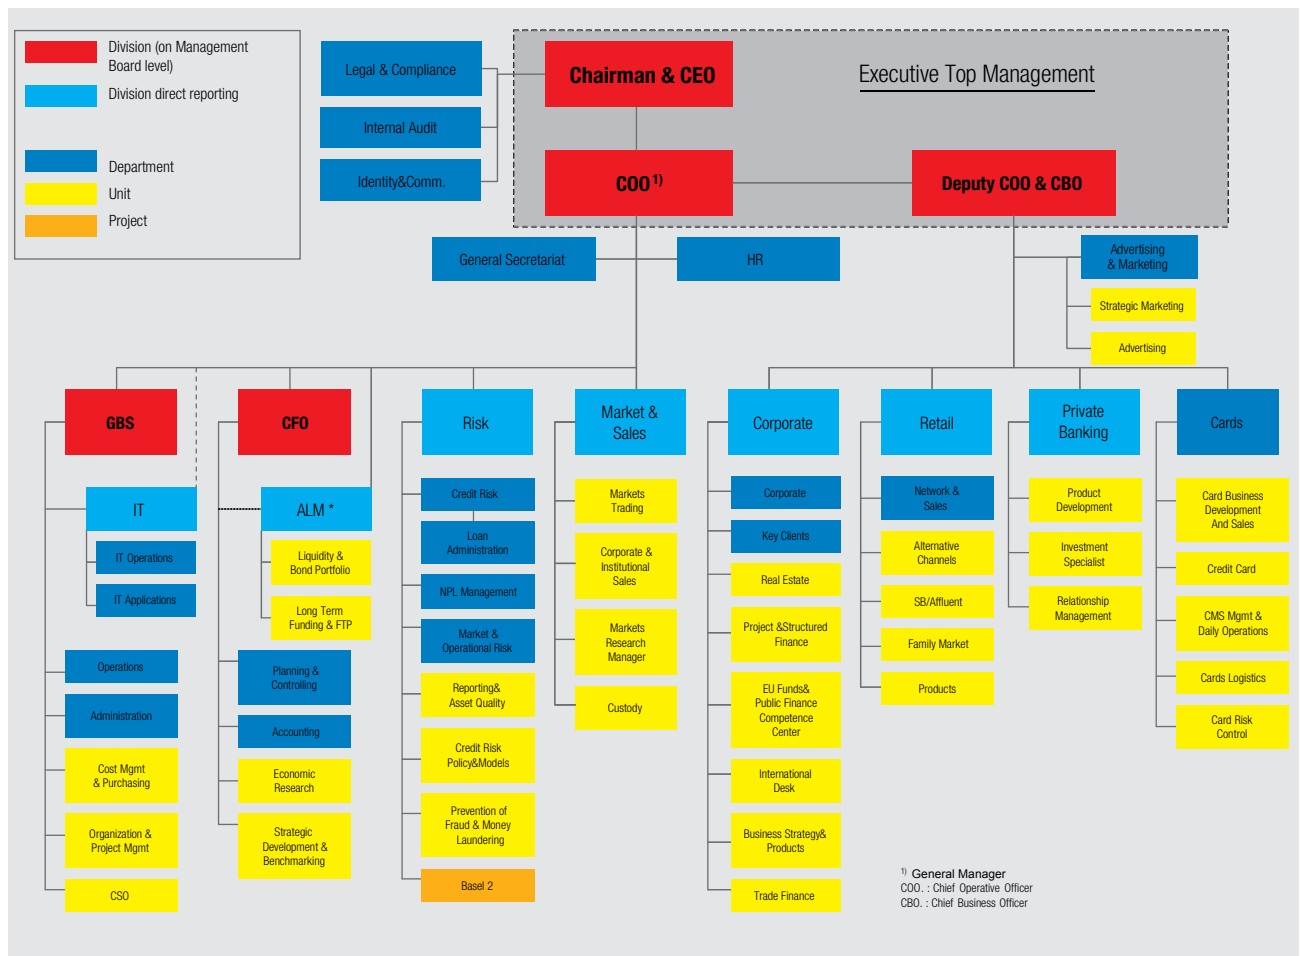 Division (on Management
Board level)
Division direct reporting
Department
Unit
Project
Legal & Compliance
Internal Audit
Identity&Comm.
Chairman & CEO
Executive Top Management
COO 1)
Deputy COO & CBO
General Secretariat
HR
Advertising
& Marketing
Strategic Marketing
Advertising
GBS
IT
IT Operations
IT Applications
Operations
Administration
Cost Mgmt
& Purchasing
Organization &
Project Mgmt
CSO
CFO
ALM *
Liquidity &
Bond Portfolio
Long Term
Funding & FTP
Planning &
Controlling
Accounting
Economic
Research
Strategic
Development &
Benchmarking
Risk
Credit Risk
Loan
Administration
NPL Management
Market &
Operational Risk
Reporting&
Asset Quality
Credit Risk
Policy&Models
Prevention of
Fraud & Money
Laundering
Basel 2
Market &
Sales
Markets
Trading
Corporate &
Institutional
Sales
Markets
Research
Manager
Custody
Corporate
Corporate
Key Clients
Real Estate
Project &Structured
Finance
EU Funds&
Public Finance
Competence
Center
International
Desk
Business Strategy&
Products
Trade Finance
Retail
Network &
Sales
Alternative
Channels
SB/Affluent
Family Market
Products
Private
Banking
Product
Development
Investment
Specialist
Relationship
Management
Cards
Card Business
Development
And Sales
Credit Card
CMS Mgmt &
Daily Operations
Cards Logistics
Card Risk
Control
1) General Manager
COO. : Chief Operative Officer
CBO. : Chief Business Officer